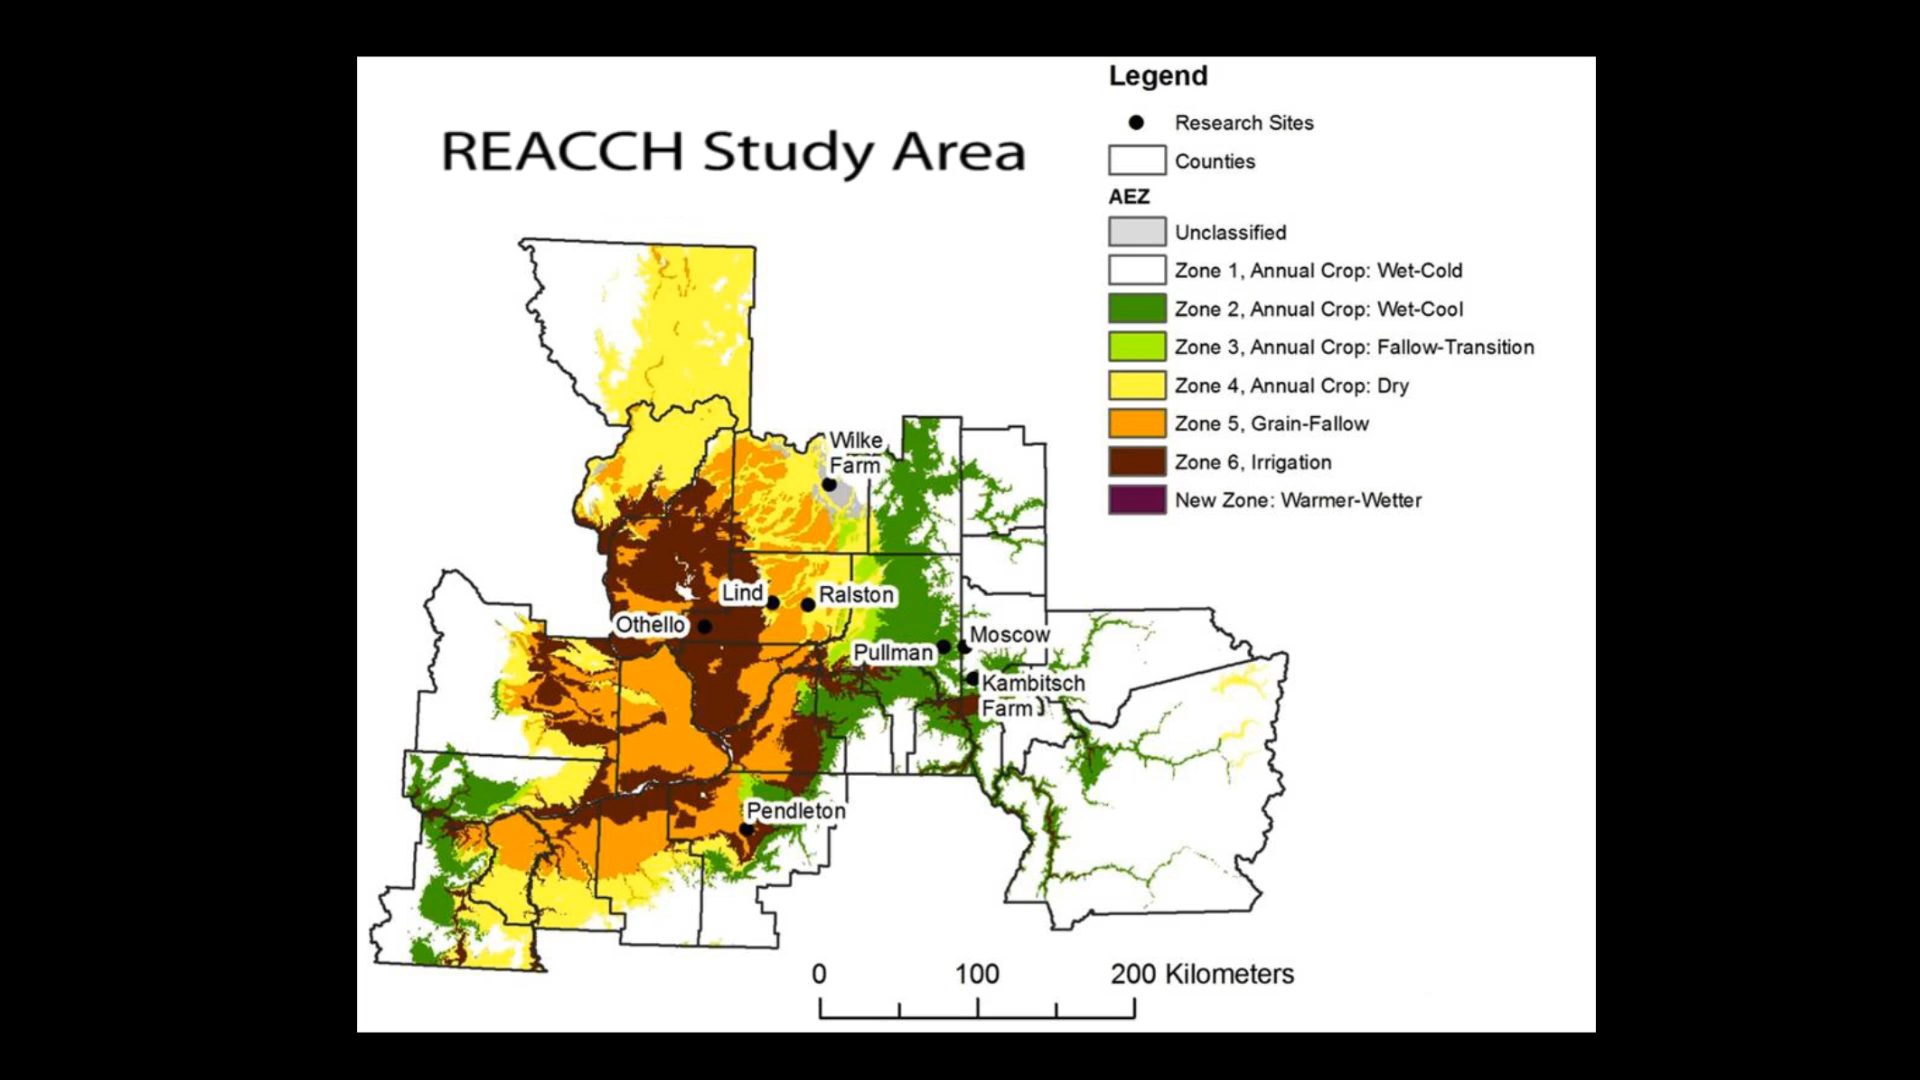 Legend
Research Sites
Counties
REACCH Study Area
AEZ
Unclassified
Zone 1, Annual Crop: Wet-Cold
Zone 2, Annual Crop: Wet-Cool
Zone 3, Annual Crop: Fallow-Transition
Zone 4, Annual Crop: Dry
Zone 5, Grain-Fallow
Zone 6, Irrigation
New Zone: Warmer-Wetter
Wilke
Farm
Lind
Ralston
Othello
Moscow
Pullman
Kambitsch
Farm
Pendleton
0 100 200 Kilometers